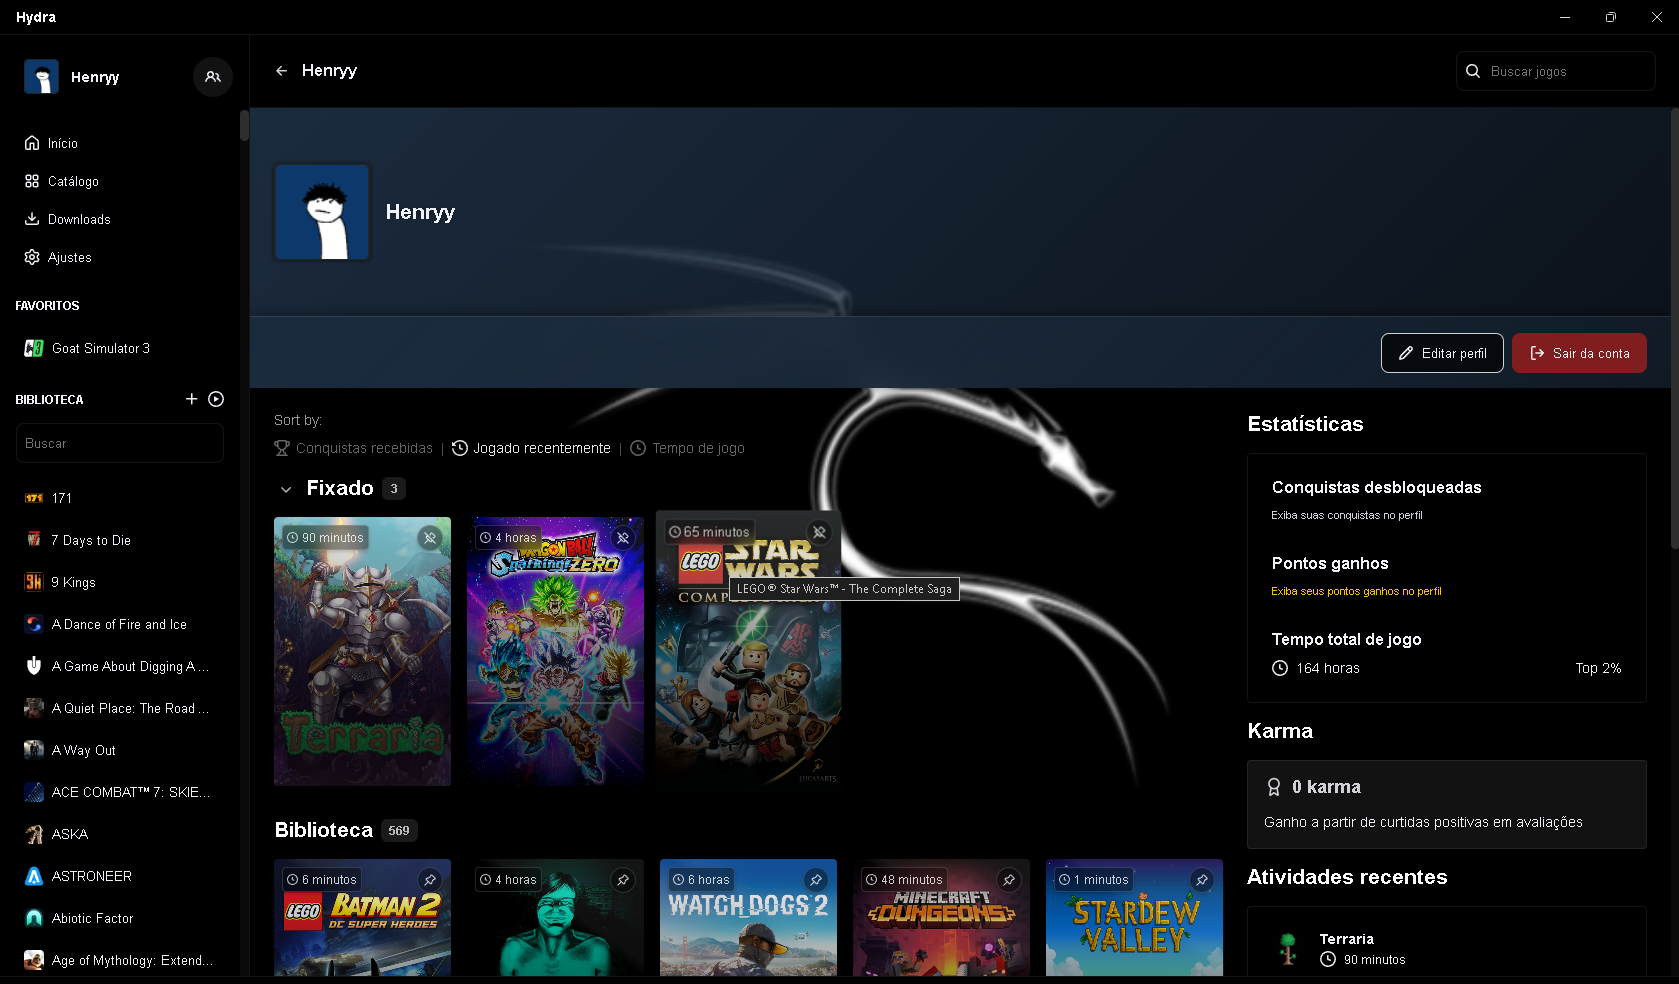 Hydra
Henryy
Início
Catálogo
Downloads
Ajustes
FAVORITOS
Goat Simulator 3
BIBLIOTECA
Buscar
171
7 Days to Die
9 Kings
A Dance of Fire and Ice
A Game About Digging A ...
A Quiet Place: The Road ...
A Way Out
ACE COMBAT™ 7: SKIE...
ASKA
ASTRONEER
Abiotic Factor
Age of Mythology: Extend...
Henryy
Buscar jogos
Henryy
Editar perfil
Sair da conta
Sort by:
Conquistas recebidas | Jogado recentemente | Tempo de jogo
Fixado 3
90 minutos
Terraria
4 horas
DRAGON BALL
Sparking! ZERO
65 minutos
LEGO STAR WARS
LEGO® Star Wars™ - The Complete Saga
LUCASARTS
Biblioteca 569
6 minutos
LEGO BATMAN 2
DC SUPER HEROES
4 horas
6 horas
WATCH DOGS 2
48 minutos
MINECRAFT
DUNGEONS
1 minutos
STARDEW
VALLEY
Estatísticas
Conquistas desbloqueadas
Exiba suas conquistas no perfil
Pontos ganhos
Exiba seus pontos ganhos no perfil
Tempo total de jogo
164 horas Top 2%
Karma
0 karma
Ganho a partir de curtidas positivas em avaliações
Atividades recentes
Terraria
90 minutos